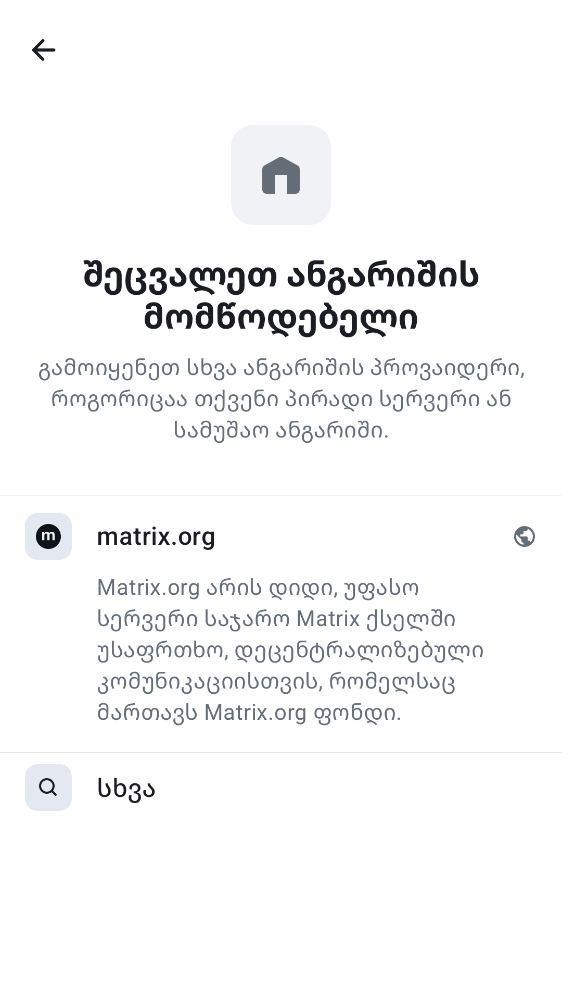 შეცვალეთ ანგარიშის
მომწოდებელი
გამოიყენეთ სხვა ანგარიშის პროვაიდერი,
როგორიცაა თქვენი პირადი სერვერი ან
სამუშაო ანგარიში.
m
matrix.org
Matrix.org არის დიდი, უფასო
სერვერი საჯარო Matrix ქსელში
უსაფრთხო, დეცენტრალიზებული
კომუნიკაციისთვის, რომელსაც
მართავს Matrix.org ფონდი.
სხვა